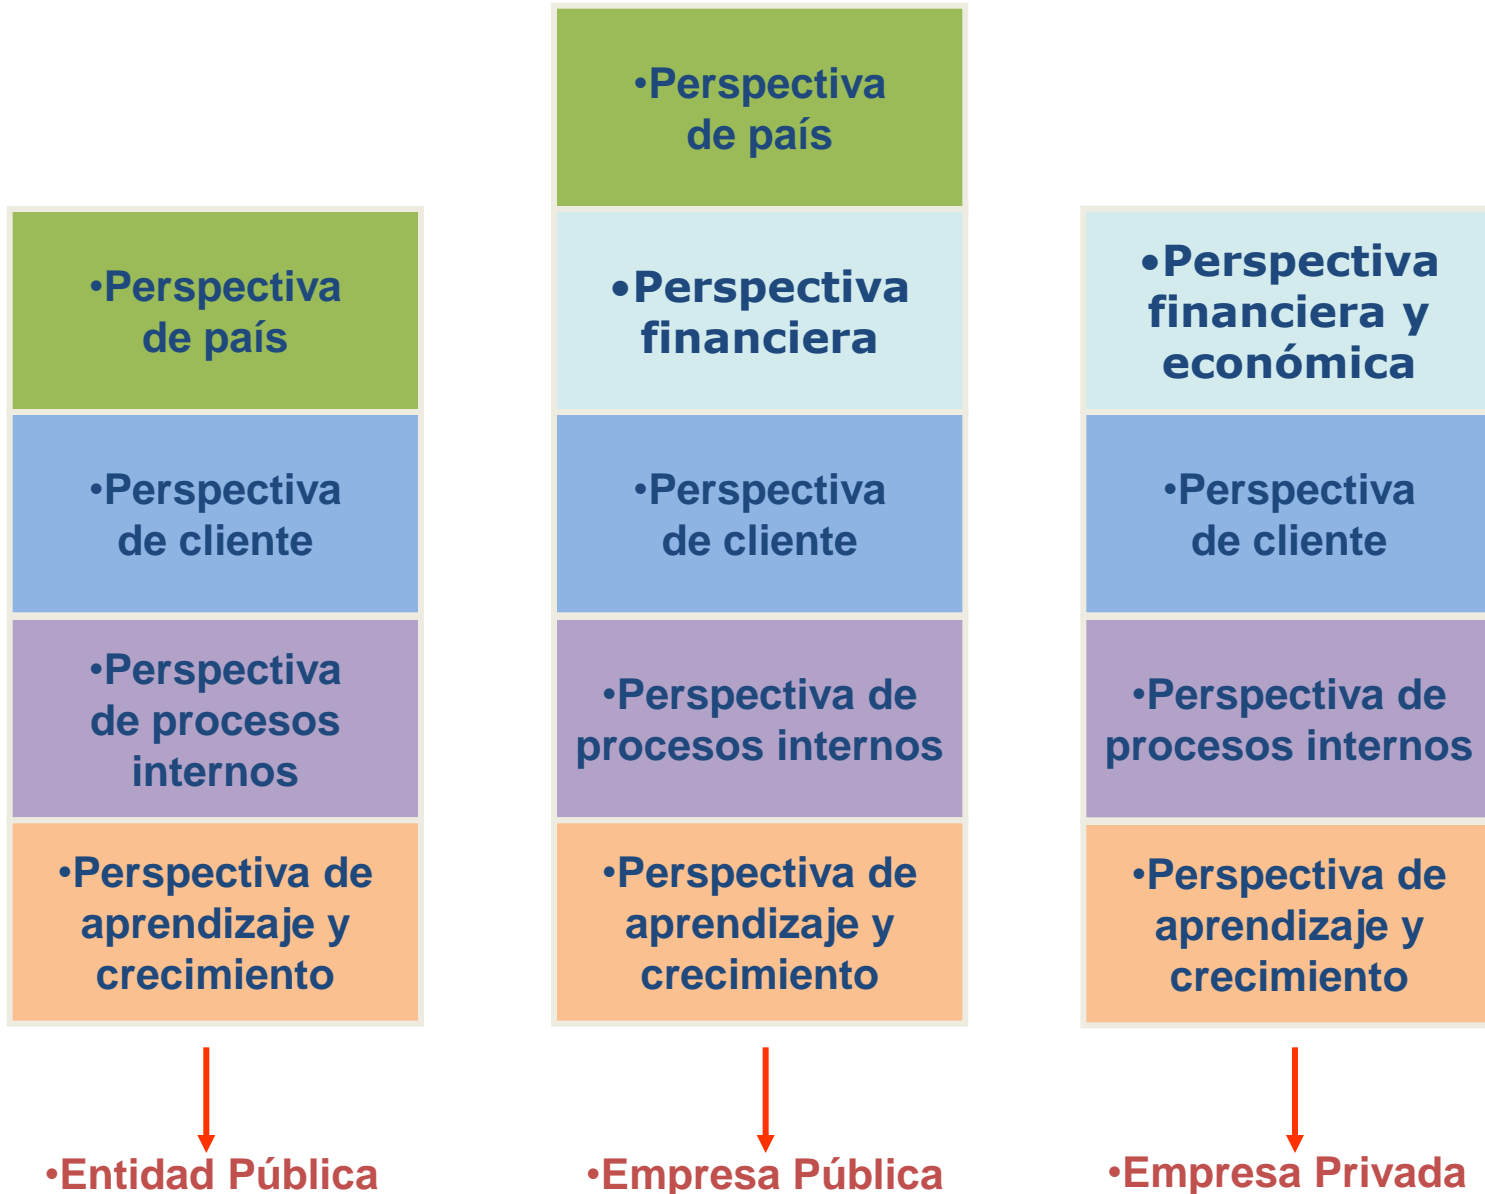 •Perspectiva
de país
•Perspectiva
de cliente
•Perspectiva
de procesos
internos
•Perspectiva de
aprendizaje y
crecimiento
•Entidad Pública
•Perspectiva
de país
•Perspectiva
financiera
•Perspectiva
de cliente
•Perspectiva de
procesos internos
•Perspectiva de
aprendizaje y
crecimiento
•Empresa Pública
•Perspectiva
financiera y
económica
•Perspectiva
de cliente
•Perspectiva de
procesos internos
•Perspectiva de
aprendizaje y
crecimiento
•Empresa Privada